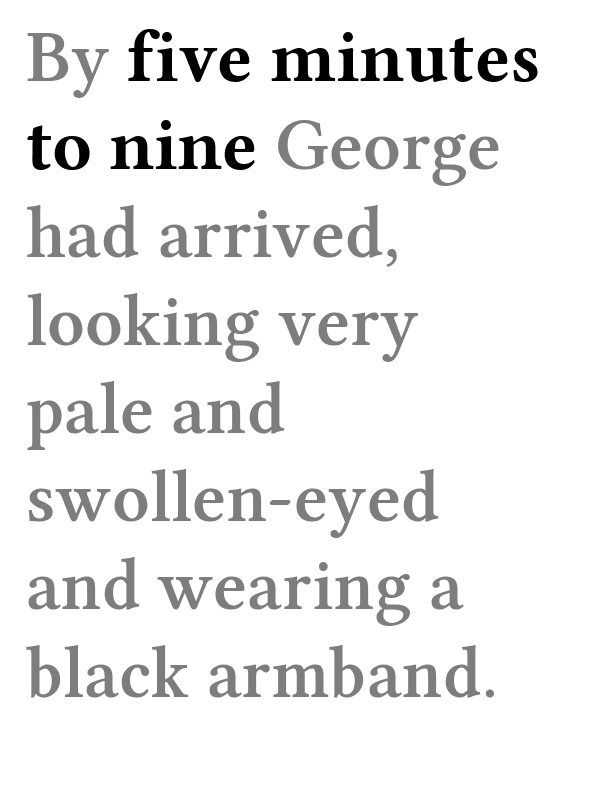 By five minutes
to nine George
had arrived,
looking very
pale and
swollen-eyed
and wearing a
black armband.